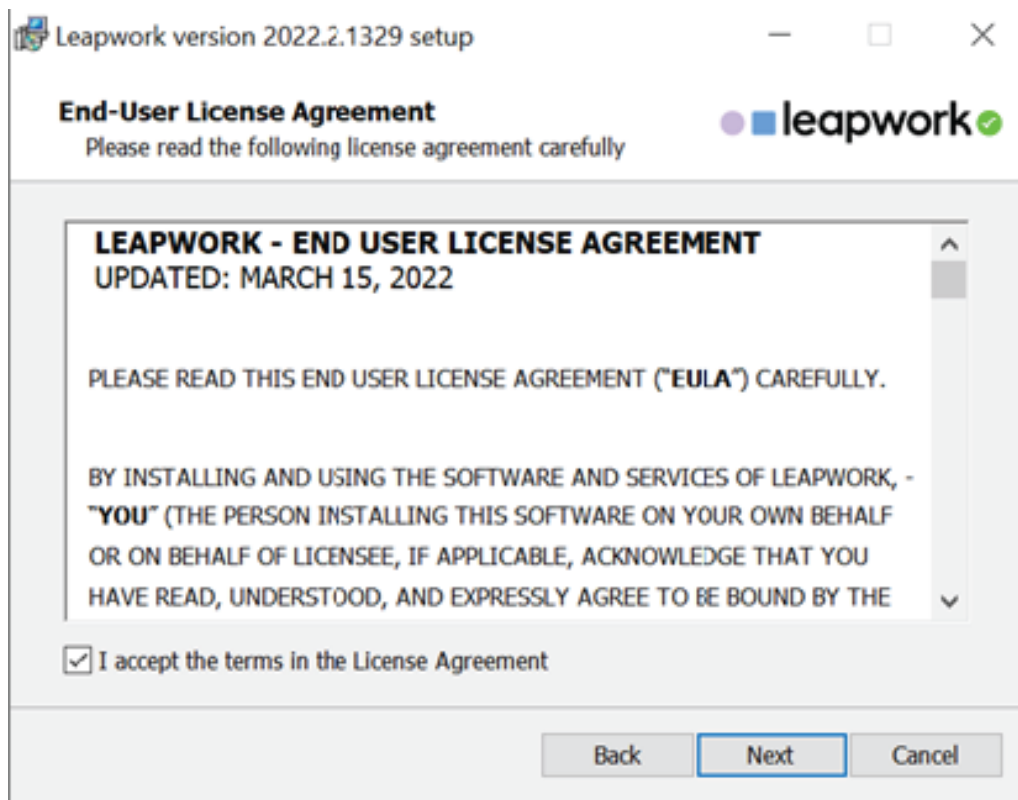 Leapwork version 2022.2.1329 setup
End-User License Agreement
Please read the following license agreement carefully
leapwork
LEAPWORK - END USER LICENSE AGREEMENT
UPDATED: MARCH 15, 2022
PLEASE READ THIS END USER LICENSE AGREEMENT ("EULA") CAREFULLY.
BY INSTALLING AND USING THE SOFTWARE AND SERVICES OF LEAPWORK, -
"YOU" (THE PERSON INSTALLING THIS SOFTWARE ON YOUR OWN BEHALF
OR ON BEHALF OF LICENSEE, IF APPLICABLE, ACKNOWLEDGE THAT YOU
HAVE READ, UNDERSTOOD, AND EXPRESSLY AGREE TO BE BOUND BY THE
I accept the terms in the License Agreement
Back Next Cancel